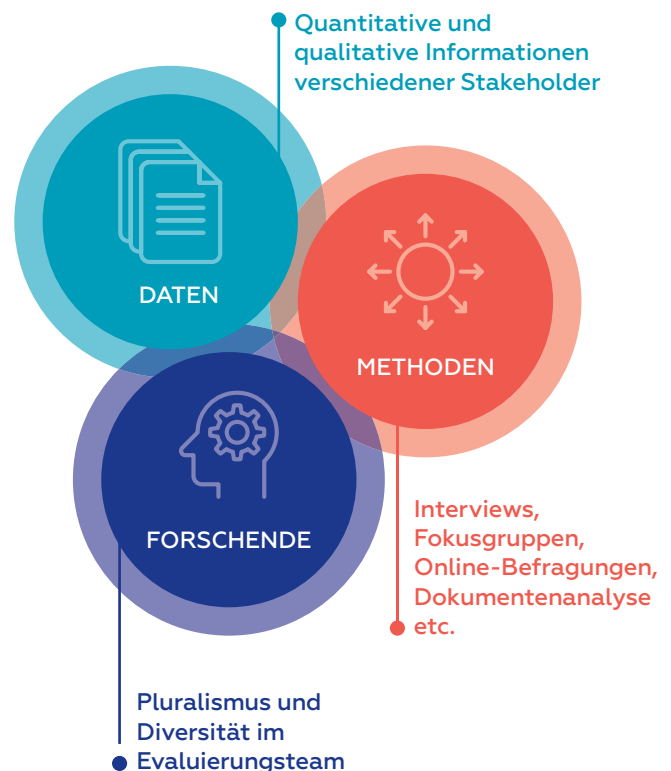 Quantitative und
qualitative Informationen
verschiedener Stakeholder
DATEN
METHODEN
FORSCHENDE
Interviews,
Fokusgruppen,
Online-Befragungen,
Dokumentenanalyse
etc.
Pluralismus und
Diversität im
Evaluierungsteam